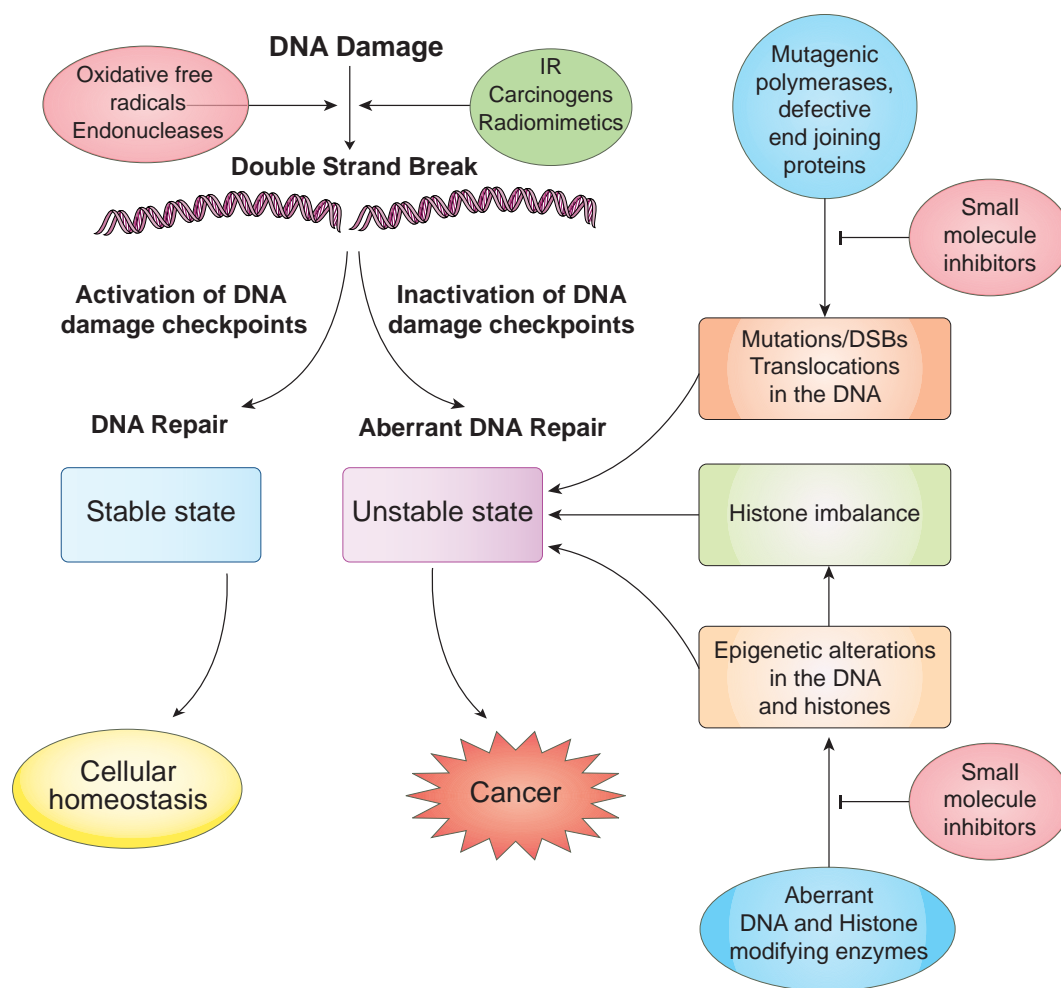 DNA Damage
Oxidative free
radicals
Endonucleases
IR
Carcinogens
Radiomimetics
Double Strand Break
Activation of DNA
damage checkpoints
Inactivation of DNA
damage checkpoints
DNA Repair
Aberrant DNA Repair
Stable state
Unstable state
Cellular
homeostasis
Cancer
Mutagenic
polymerases,
defective
end joining
proteins
Small
molecule
inhibitors
Mutations/DSBs
Translocations
in the DNA
Histone imbalance
Epigenetic alterations
in the DNA
and histones
Small
molecule
inhibitors
Aberrant
DNA and Histone
modifying enzymes